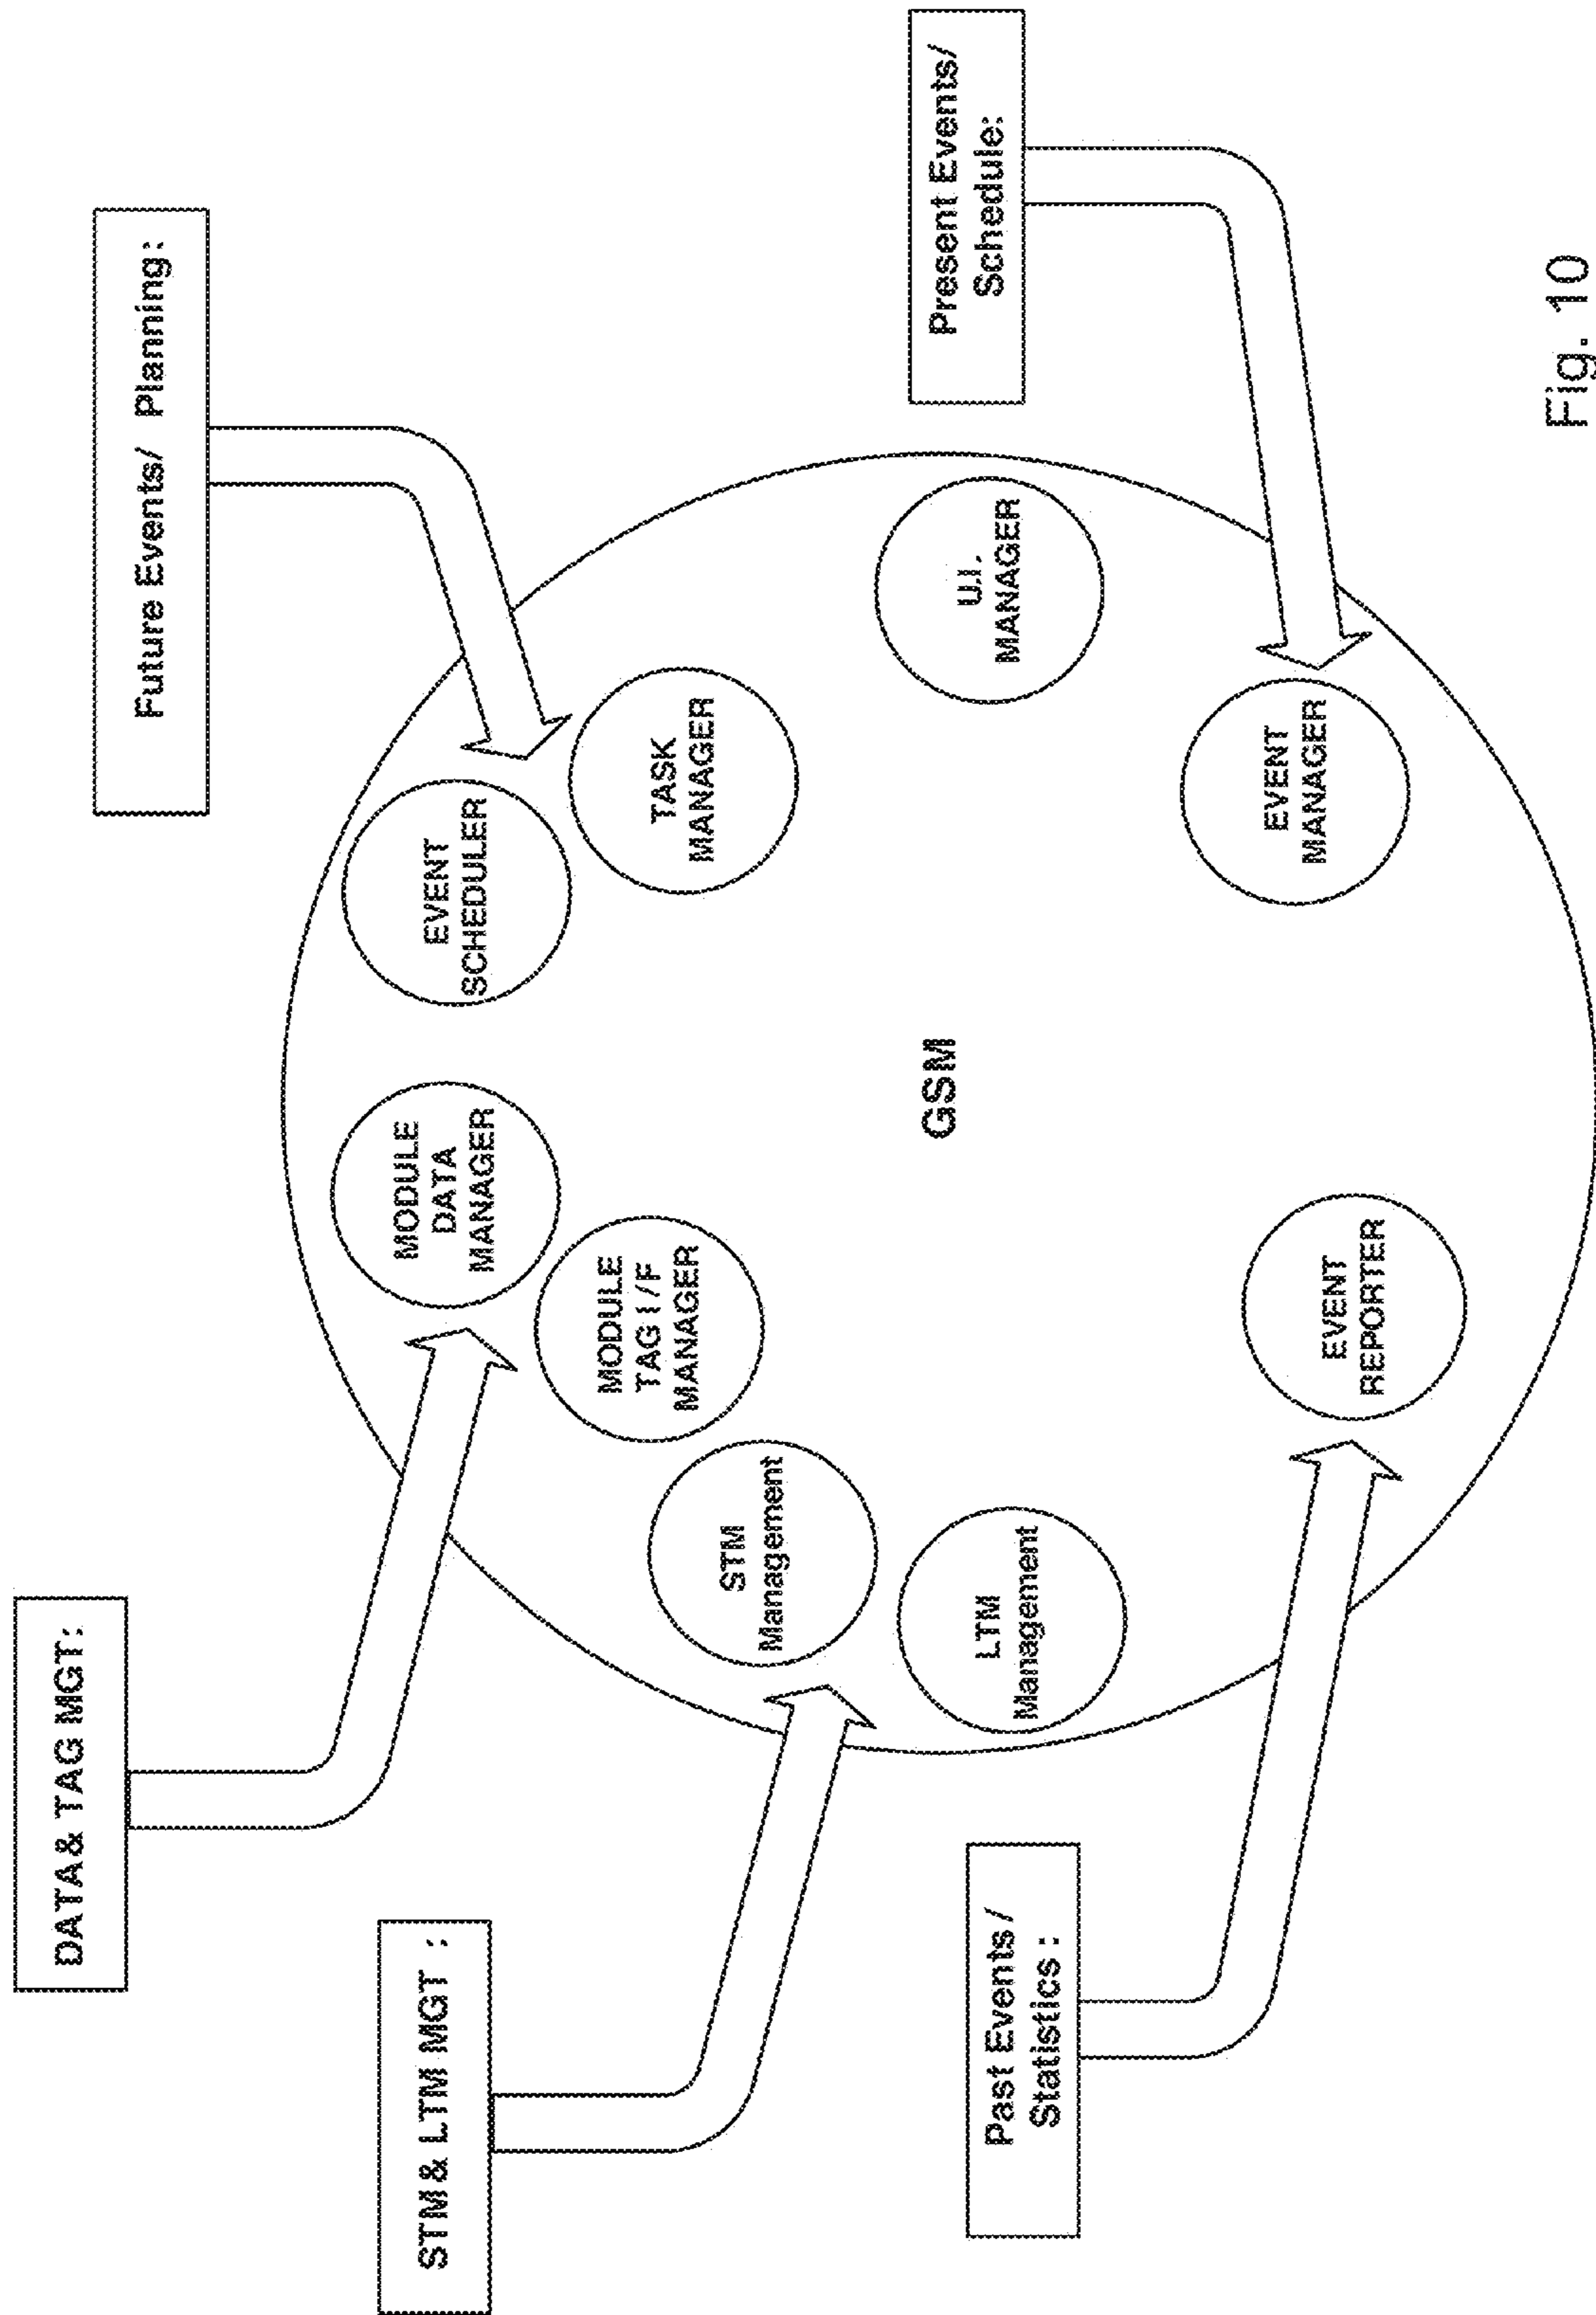 DATA& TAG MGT:
Future Events/ Planning:
STM& LTM MGT :
MODULE
DATA
MANAGER
EVENT
SCHEDULER
MODULE
TAG I/F
MANAGER
TASK
MANAGER
STM
Management
LTM
Management
GSM
U.I.
MANAGER
Present Events/
Schedule:
Past Events/
Statistics :
EVENT
REPORTER
EVENT
MANAGER
Fig. 10